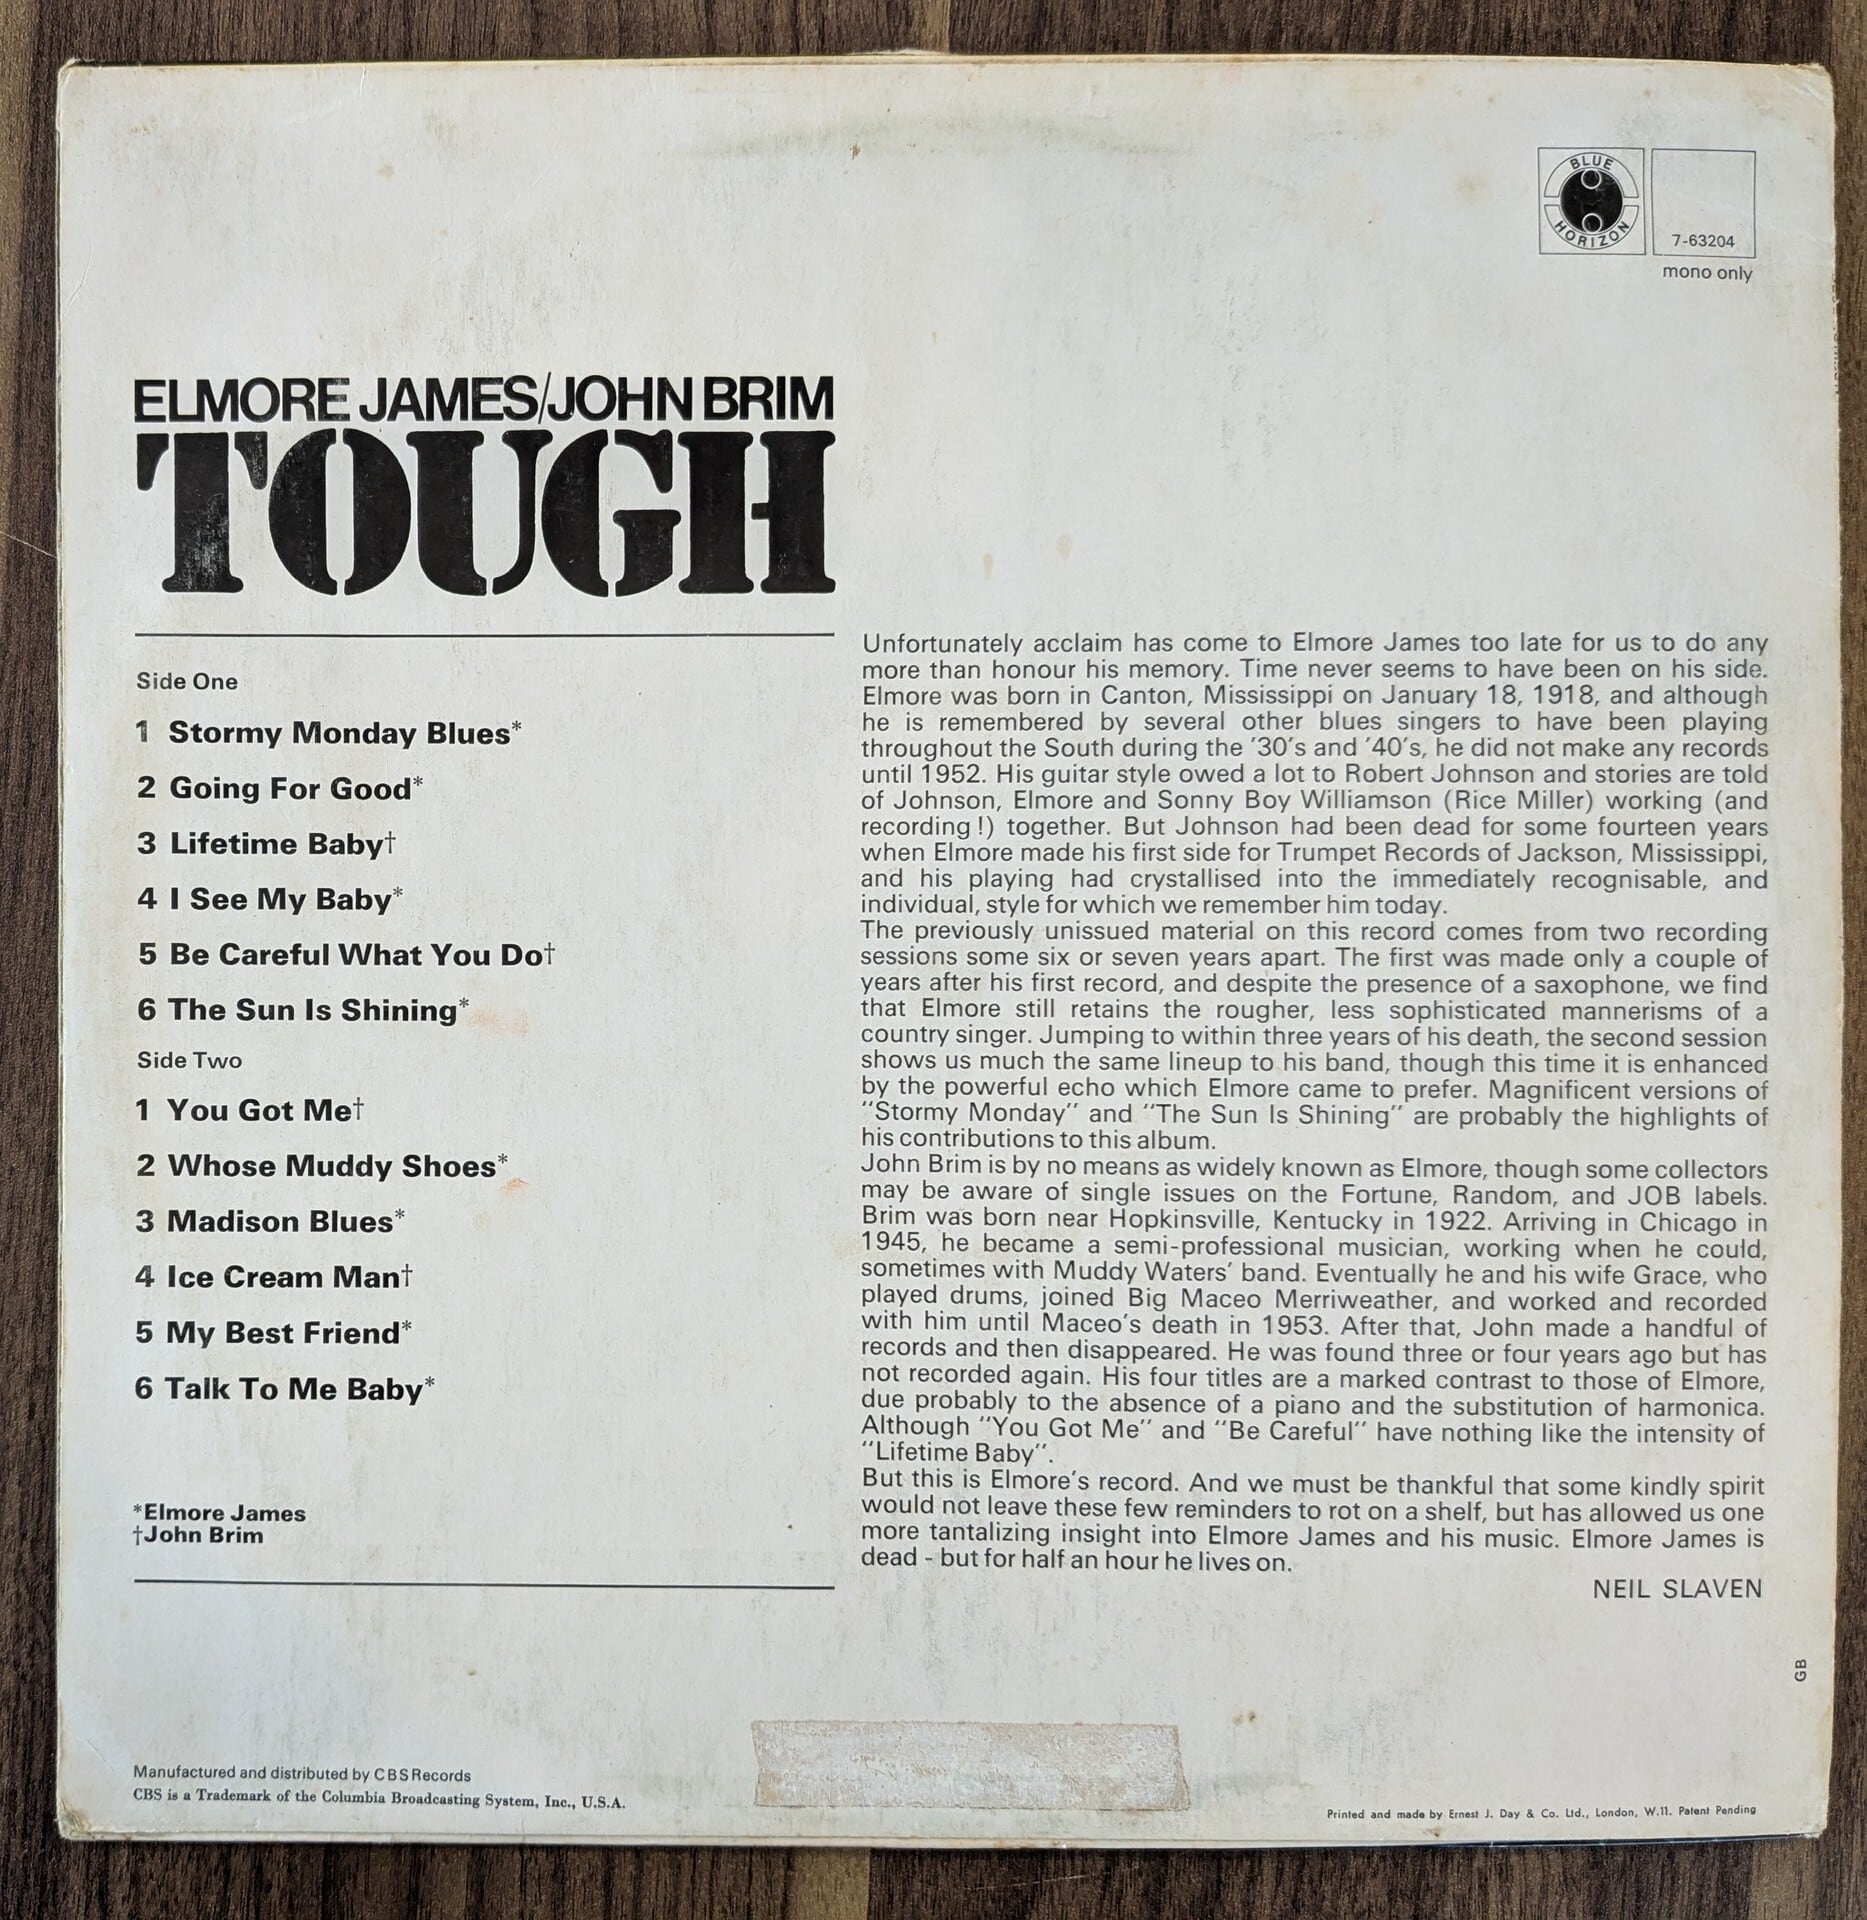 BLUE
HORIZON
7-63204
mono only
ELMORE JAMES/JOHN BRIM
TOUGH
Side One
1 Stormy Monday Blues*
2 Going For Good*
3 Lifetime Baby†
4 I See My Baby*
5 Be Careful What You Do†
6 The Sun Is Shining*
Side Two
1 You Got Me†
2 Whose Muddy Shoes*
3 Madison Blues*
4 Ice Cream Man†
5 My Best Friend*
6 Talk To Me Baby*
*Elmore James
†John Brim
Unfortunately acclaim has come to Elmore James too late for us to do any
more than honour his memory. Time never seems to have been on his side.
Elmore was born in Canton, Mississippi on January 18, 1918, and although
he is remembered by several other blues singers to have been playing
throughout the South during the '30's and '40's, he did not make any records
until 1952. His guitar style owed a lot to Robert Johnson and stories are told
of Johnson, Elmore and Sonny Boy Williamson (Rice Miller) working (and
recording!) together. But Johnson had been dead for some fourteen years
when Elmore made his first side for Trumpet Records of Jackson, Mississippi,
and his playing had crystallised into the immediately recognisable, and
individual, style for which we remember him today.
The previously unissued material on this record comes from two recording
sessions some six or seven years apart. The first was made only a couple of
years after his first record, and despite the presence of a saxophone, we find
that Elmore still retains the rougher, less sophisticated mannerisms of a
country singer. Jumping to within three years of his death, the second session
shows us much the same lineup to his band, though this time it is enhanced
by the powerful echo which Elmore came to prefer. Magnificent versions of
"Stormy Monday" and "The Sun Is Shining" are probably the highlights of
his contributions to this album.
John Brim is by no means as widely known as Elmore, though some collectors
may be aware of single issues on the Fortune, Random, and JOB labels.
Brim was born near Hopkinsville, Kentucky in 1922. Arriving in Chicago in
1945, he became a semi-professional musician, working when he could,
sometimes with Muddy Waters' band. Eventually he and his wife Grace, who
played drums, joined Big Maceo Merriweather, and worked and recorded
with him until Maceo's death in 1953. After that, John made a handful of
records and then disappeared. He was found three or four years ago but has
not recorded again. His four titles are a marked contrast to those of Elmore,
due probably to the absence of a piano and the substitution of harmonica.
Although "You Got Me" and "Be Careful" have nothing like the intensity of
"Lifetime Baby".
But this is Elmore's record. And we must be thankful that some kindly spirit
would not leave these few reminders to rot on a shelf, but has allowed us one
more tantalizing insight into Elmore James and his music. Elmore James is
dead - but for half an hour he lives on.
NEIL SLAVEN
GB
Manufactured and distributed by CBS Records
CBS is a Trademark of the Columbia Broadcasting System, Inc., U.S.A.
Printed and made by Ernest J. Day & Co. Ltd., London, W.11. Patent Pending